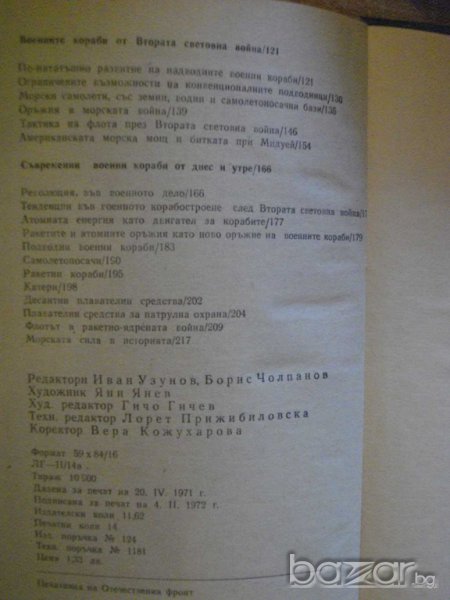 Военните кораби от Втората световна война/121
По-нататъшно развитие на надводните военни кораби/121
Ограничените възможности на конвенционалните подводници/130
Морски самолети, със земни, водни и самолетоносачни бази/136
Оръжия и морската война/139
Тактика на флота през Втората световна война/146
Американската морска мощ и битката при Мидуей/154
Съвременни военни кораби от днес и утре/166
Революция във военното дело/166
Тенденции във военното корабостроене след Втората световна война/17
Атомната енергия като двигател за корабите/177
Ракетите и атомните оръжия като ново оръжие на военните кораби/179
Подводни военни кораби/183
Самолетоносачи/190
Ракетни кораби/195
Катери/198
Десантни плавателни средства/202
Плавателни средства за патрулна охрана/204
Флотът в ракетно-ядрената война/209
Морската сила в историята/217
Редактори Иван Узунов, Борис Чолпанов
Художник Яни Янев
Худ. редактор Гичо Гичев
Техн. редактор Лорет Прижибиловска
Коректор Вера Кожухарова
Формат 59 х 84/16
ЛГ—II/14а
Тираж 10 500
Дадена за печат на 20. IV. 1971 г.
Подписана за печат на 4. II. 1972 г.
Издателски коли 11,62
Печатни коли 14
Изд. поръчка № 124
Техн. поръчка № 1181
Цена 1,33 лв.
Печатница на Отечествения фронт
bazar.bg